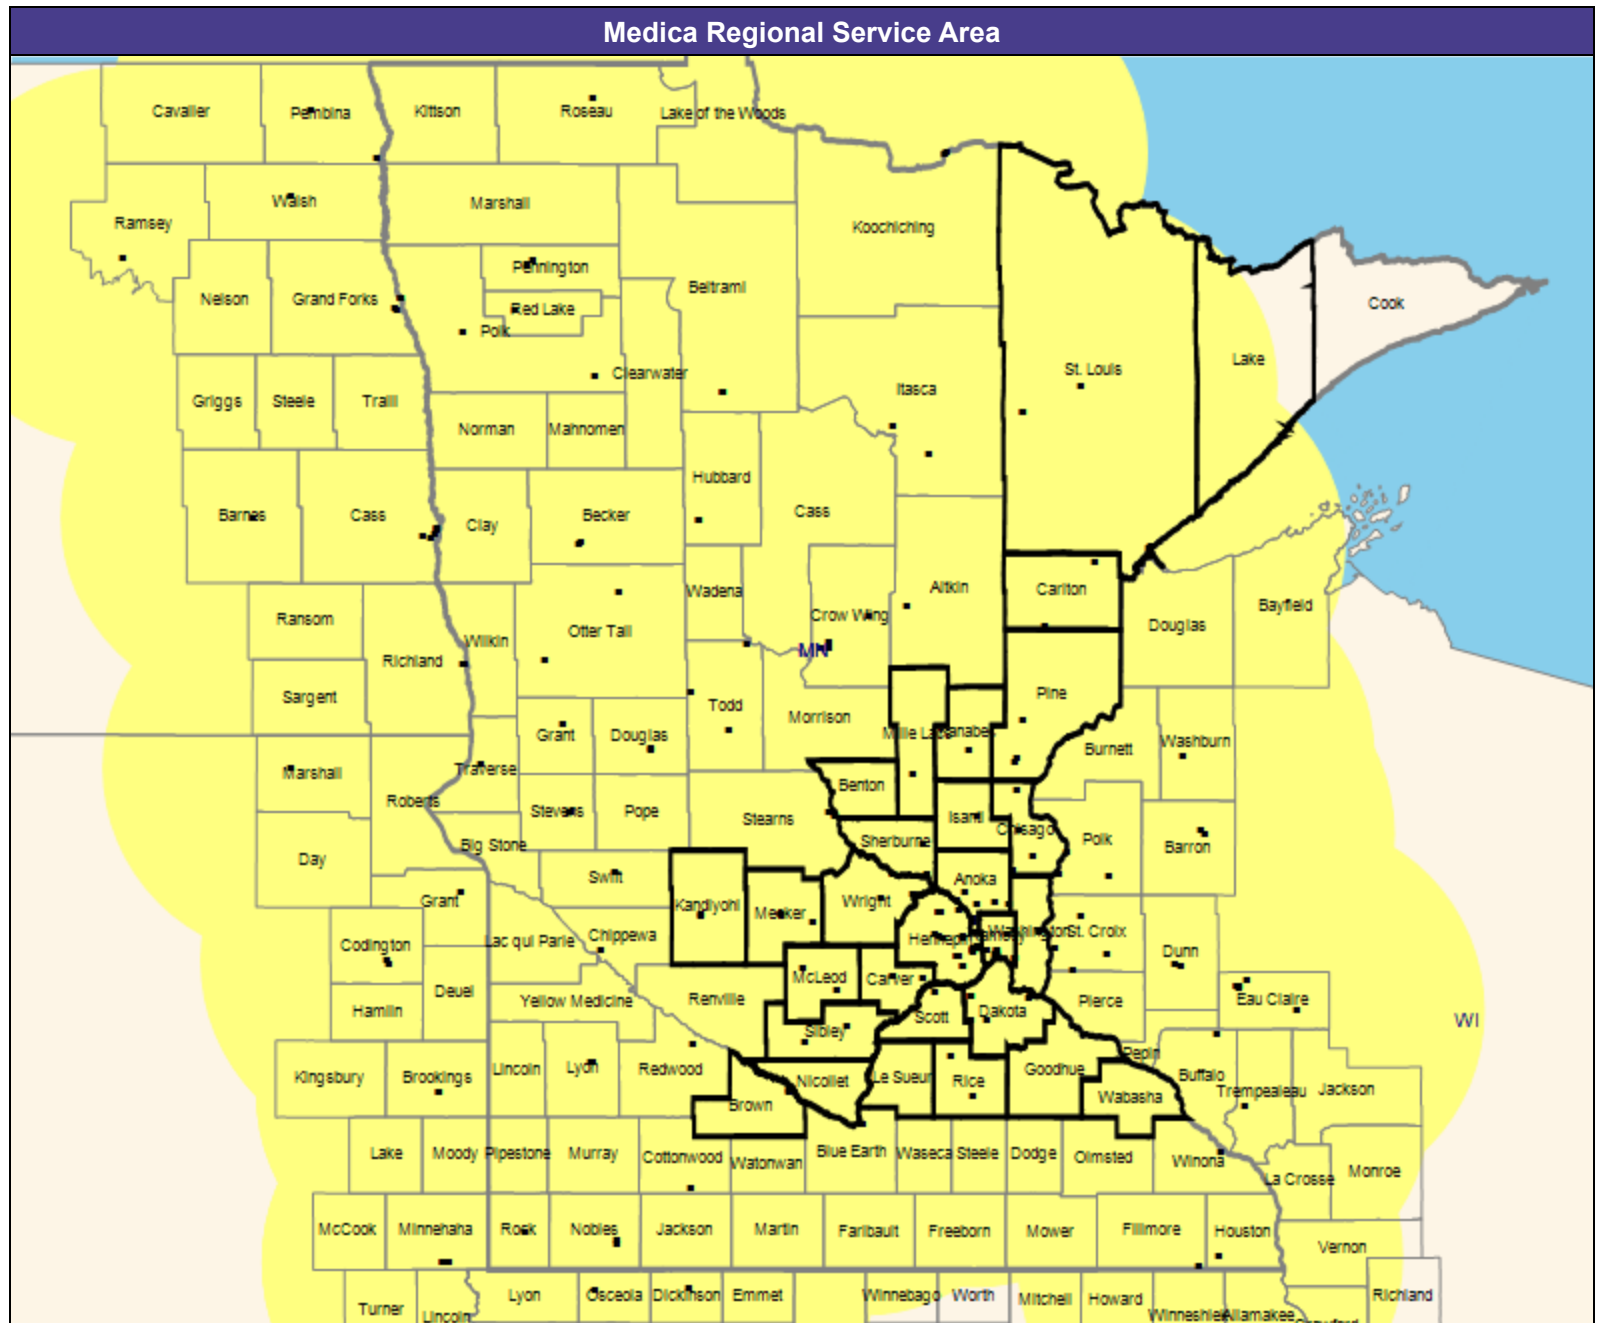 Medica Regional Service Area
Cavalier
Pembina
Kittson
Roseau
Lake of the Woods
Walsh
Marshall
Ramsey
Koochiching
Pennington
Nelson
Grand Forks
Beltrami
Cook
Red Lake
Polk
Lake
St. Louis
Clearwater
Itasca
Griggs
Steele
Traill
Norman
Mahnomen
Hubbard
Barnes
Cass
Clay
Becker
Cass
Wadena
Aitkin
Carlton
Bayfield
Ransom
Crow Wing
Douglas
Otter Tail
Wilkin
MN
Richland
Sargent
Pine
Todd
Morrison
Grant
Douglas
Mille Lacs
Kanabec
Burnett
Washburn
Marshall
Traverse
Benton
Roberts
Stevens
Pope
Stearns
Isanti
Chisago
Polk
Barron
Sherburne
Big Stone
Day
Swift
Anoka
Grant
Kandiyohi
Meeker
Wright
Codington
Lac qui Parle
Chippewa
Hennepin
Ramsey
Washington
St. Croix
Dunn
McLeod
Carver
Deuel
Yellow Medicine
Renville
Pierce
Eau Claire
Hamlin
Scott
Dakota
WI
Sibley
Pepin
Kingsbury
Brookings
Lincoln
Lyon
Redwood
Nicollet
Le Sueur
Rice
Goodhue
Buffalo
Trempealeau
Jackson
Brown
Wabasha
Lake
Moody
Pipestone
Murray
Cottonwood
Watonwan
Blue Earth
Waseca
Steele
Dodge
Olmsted
Winona
La Crosse
Monroe
McCook
Minnehaha
Rock
Nobles
Jackson
Martin
Faribault
Freeborn
Mower
Fillmore
Houston
Vernon
Turner
Lincoln
Lyon
Osceola
Dickinson
Emmet
Winnebago
Worth
Mitchell
Howard
Winneshiek
Allamakee
Crawford
Richland